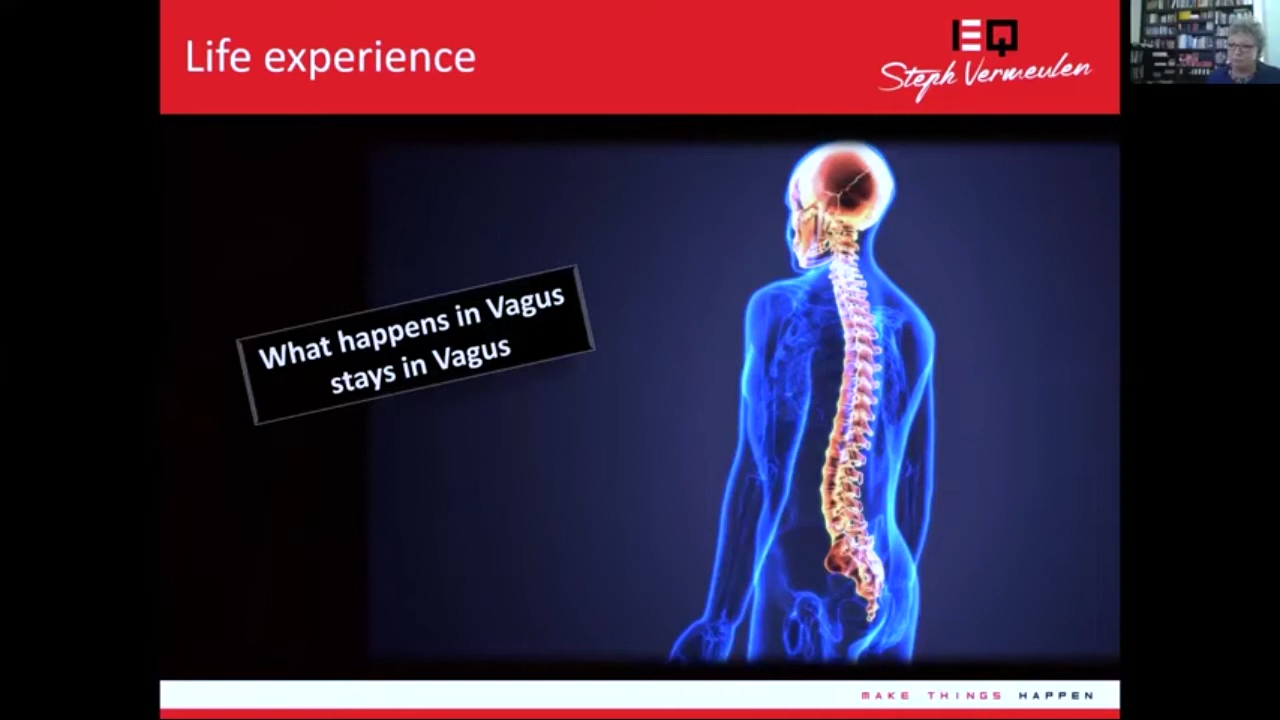 Life experience
EQ
Steph Vermeulen
What happens in Vagus
stays in Vagus
MAKE THINGS HAPPEN